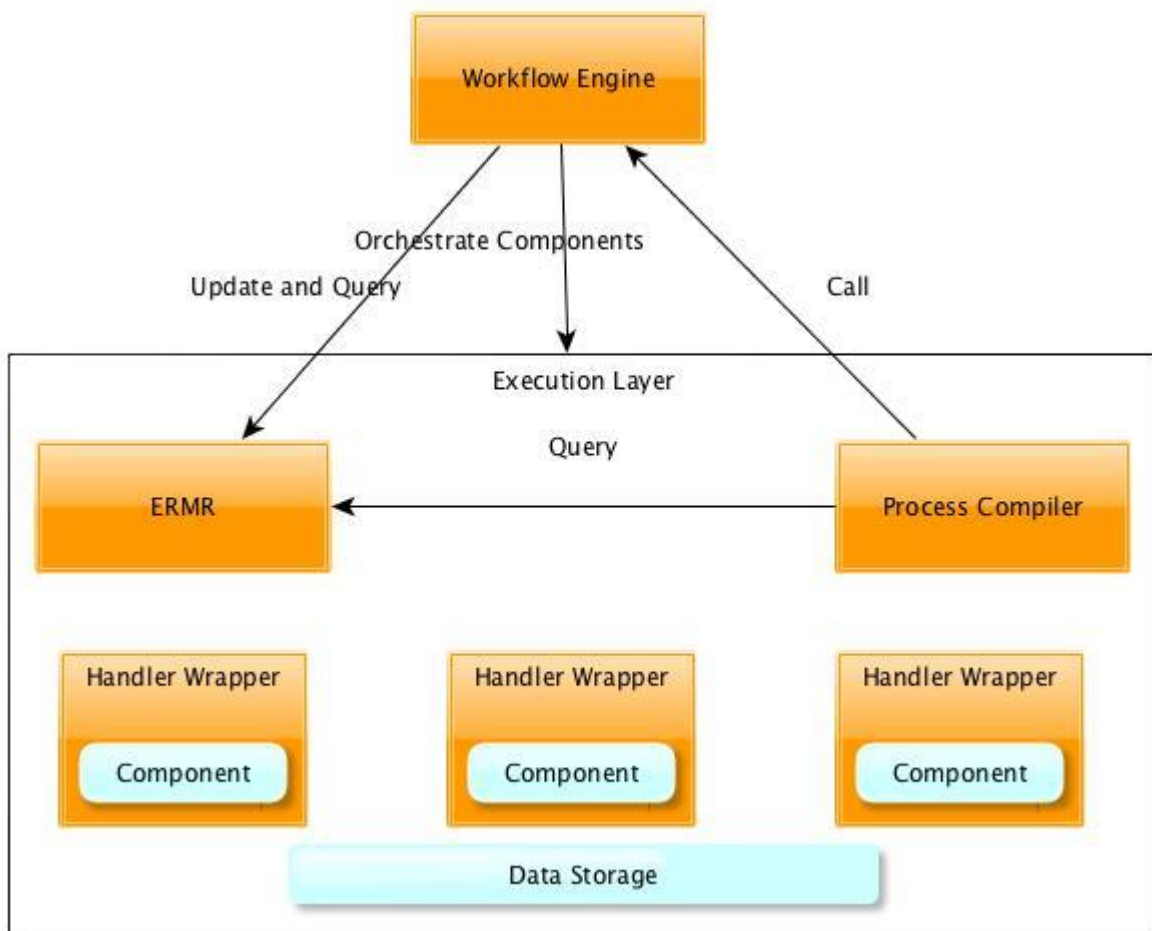 Workflow Engine
Orchestrate Components
Update and Query
Call
Execution Layer
Query
ERMR
Process Compiler
Handler Wrapper
Handler Wrapper
Handler Wrapper
Component
Component
Component
Data Storage